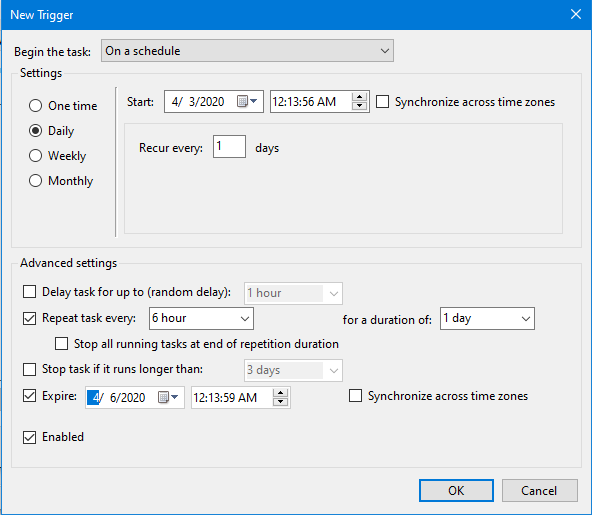 New Trigger
Begin the task: On a schedule
Settings
One time
Daily
Weekly
Monthly
Start: 4/ 3/2020 12:13:56 AM Synchronize across time zones
Recur every: 1 days
Advanced settings
Delay task for up to (random delay): 1 hour
Repeat task every: 6 hour for a duration of: 1 day
Stop all running tasks at end of repetition duration
Stop task if it runs longer than: 3 days
Expire: 4/ 6/2020 12:13:59 AM Synchronize across time zones
Enabled
OK Cancel